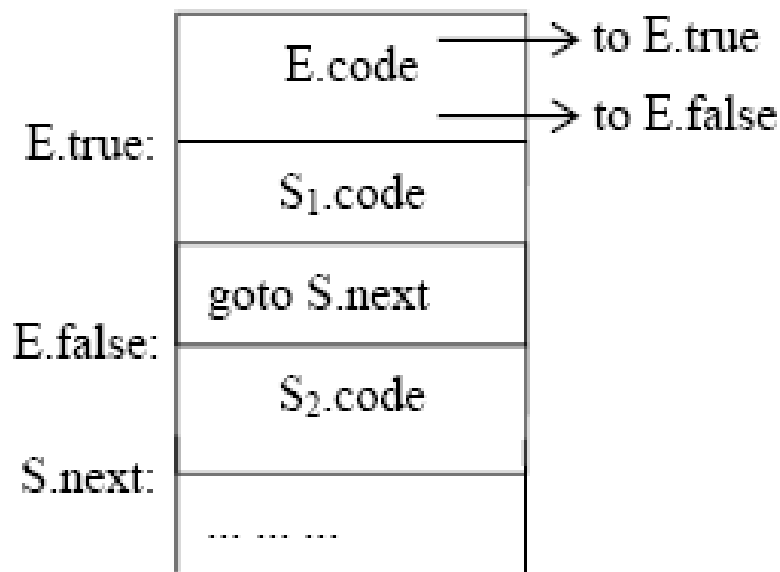 to E.true
E.code
to E.false
E.true:
S₁.code
goto S.next
E.false:
S₂.code
S.next:
... ... ...